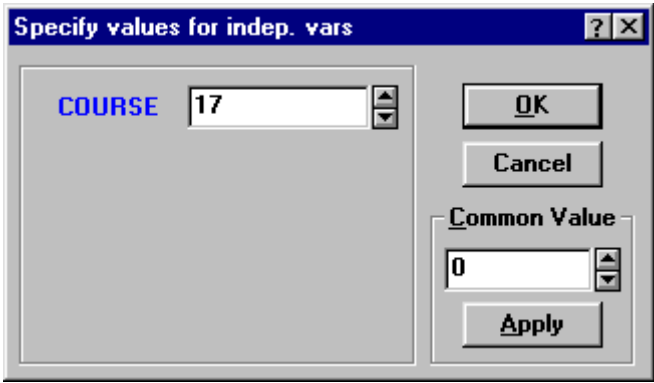 Specify values for indep. vars
COURSE 17
OK
Cancel
Common Value
0
Apply